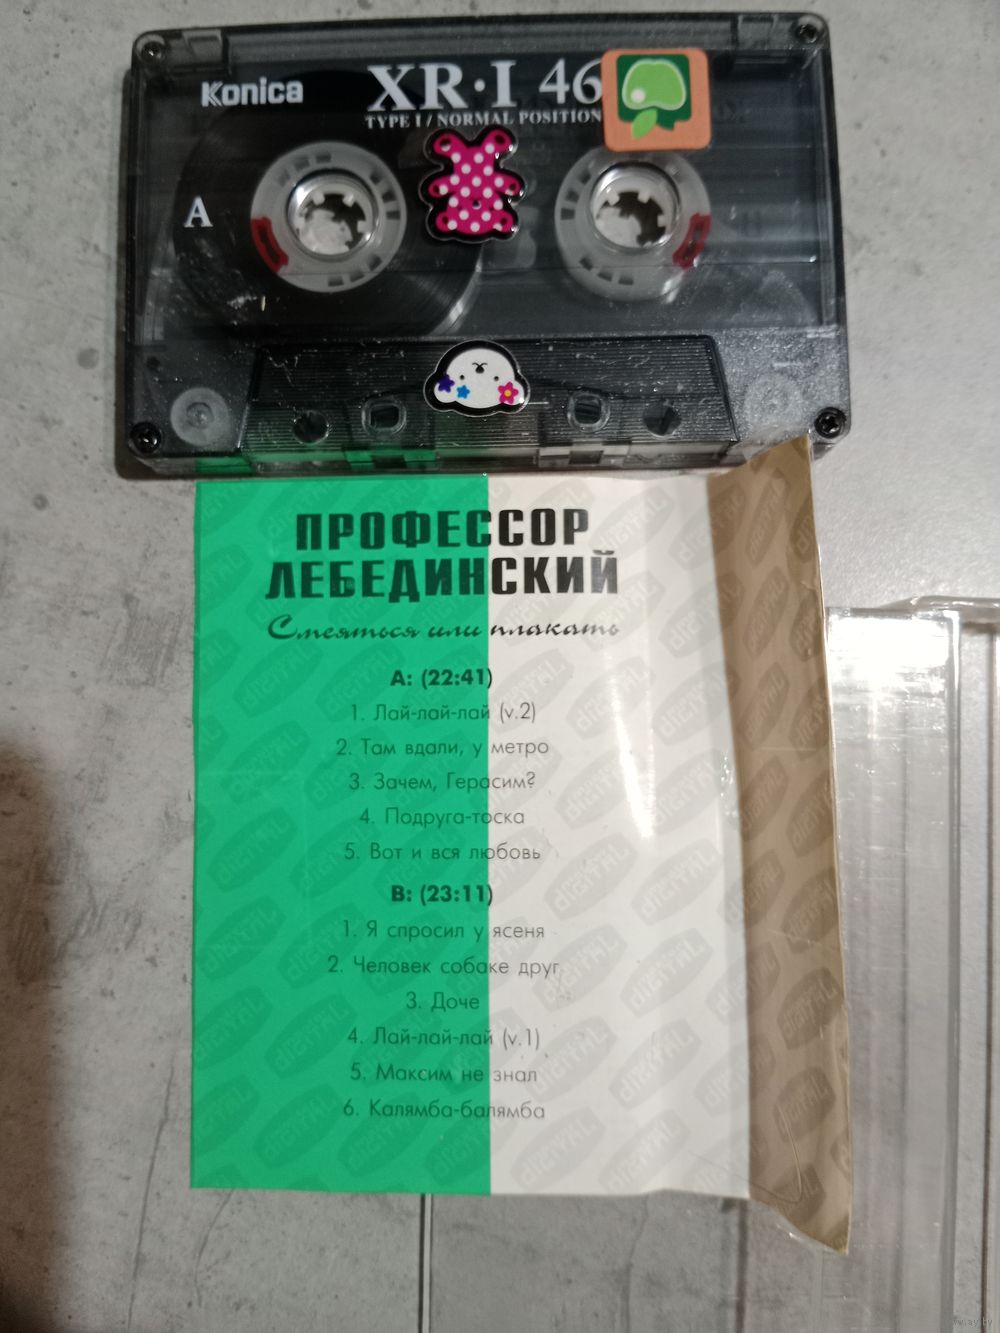 Konica
XR·I 46
TYPE I / NORMAL POSITION
A
ПРОФЕССОР
ЛЕБЕДИНСКИЙ
Смеяться или плакать
А: (22:41)
1. Лай-лай-лай (v.2)
2. Там вдали, у метро
3. Зачем, Герасим?
4. Подруга-тоска
5. Вот и вся любовь
В: (23:11)
1. Я спросил у ясеня
2. Человек собаке друг
3. Доче
4. Лай-лай-лай (v.1)
5. Максим не знал
6. Калямба-балямба